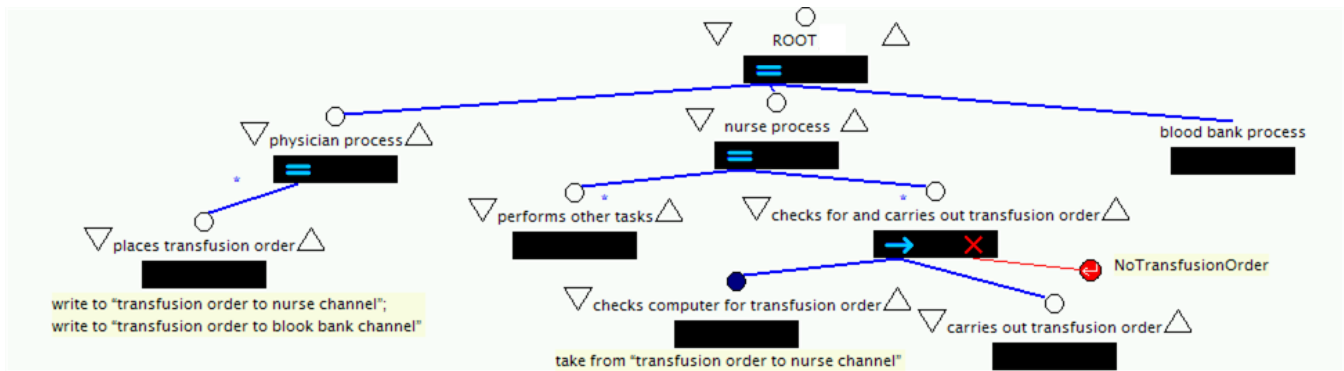 ROOT
physician process
nurse process
blood bank process
*
*
*
places transfusion order
performs other tasks
checks for and carries out transfusion order
NoTransfusionOrder
write to “transfusion order to nurse channel”;
write to “transfusion order to blook bank channel”
checks computer for transfusion order
carries out transfusion order
take from “transfusion order to nurse channel”